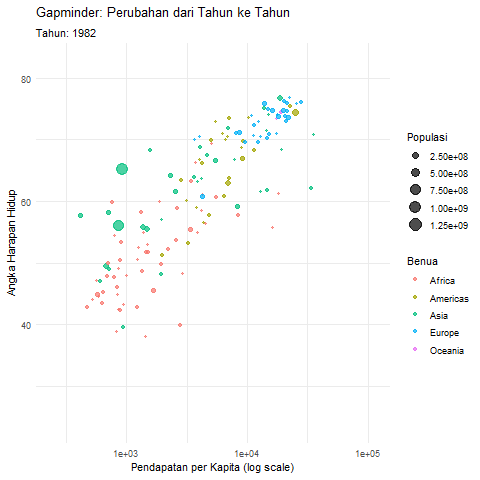 Gapminder: Perubahan dari Tahun ke Tahun
Tahun: 1982
80
60
40
Angka Harapan Hidup
1e+03
1e+04
1e+05
Pendapatan per Kapita (log scale)
Populasi
2.50e+08
5.00e+08
7.50e+08
1.00e+09
1.25e+09
Benua
Africa
Americas
Asia
Europe
Oceania